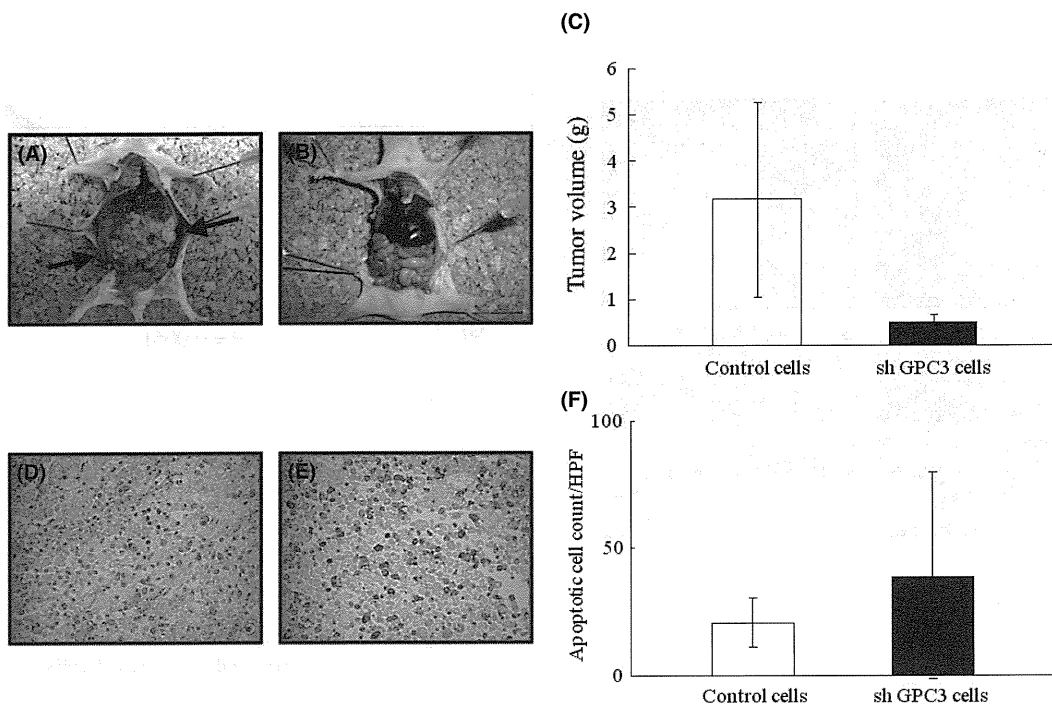 (C)
6
5
4
3
2
1
0
Tumor volume (g)
Control cells
sh GPC3 cells
(A)
(B)
(F)
100
50
0
Apoptotic cell count/HPF
Control cells
sh GPC3 cells
(D)
(E)